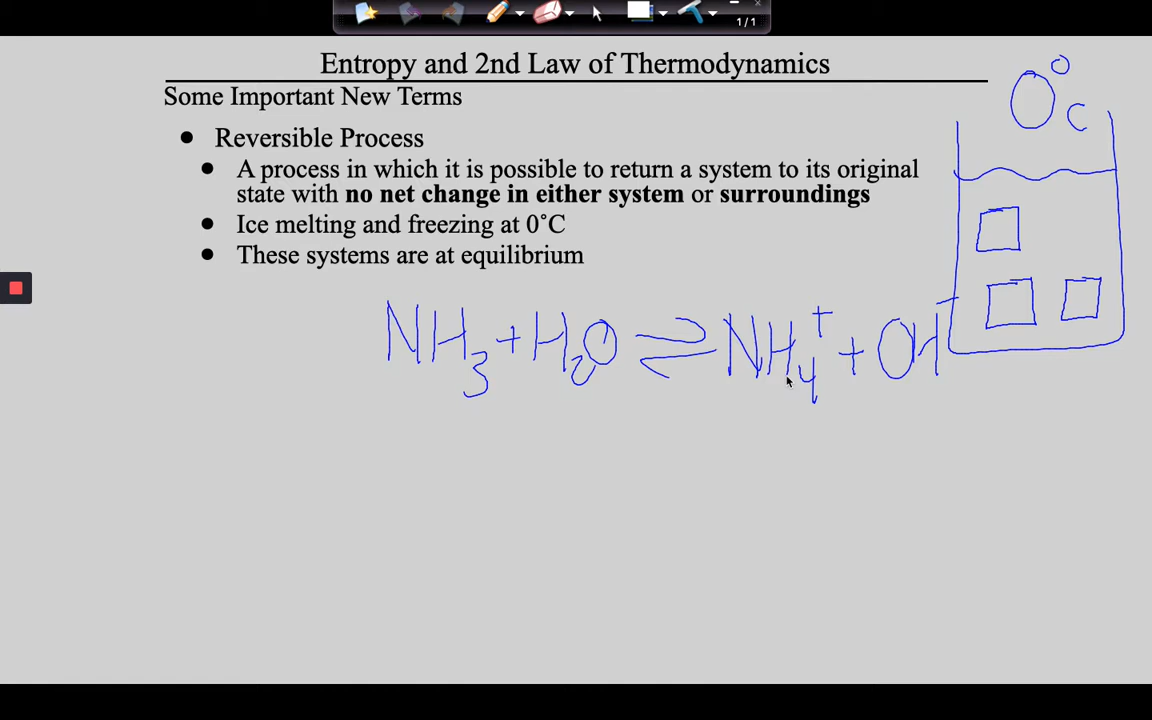 1/1
Entropy and 2nd Law of Thermodynamics
Some Important New Terms
• Reversible Process
• A process in which it is possible to return a system to its original
state with no net change in either system or surroundings
• Ice melting and freezing at 0˚C
• These systems are at equilibrium
0°C
NH₃ + H₂O ⇌ NH₄⁺ + OH⁻